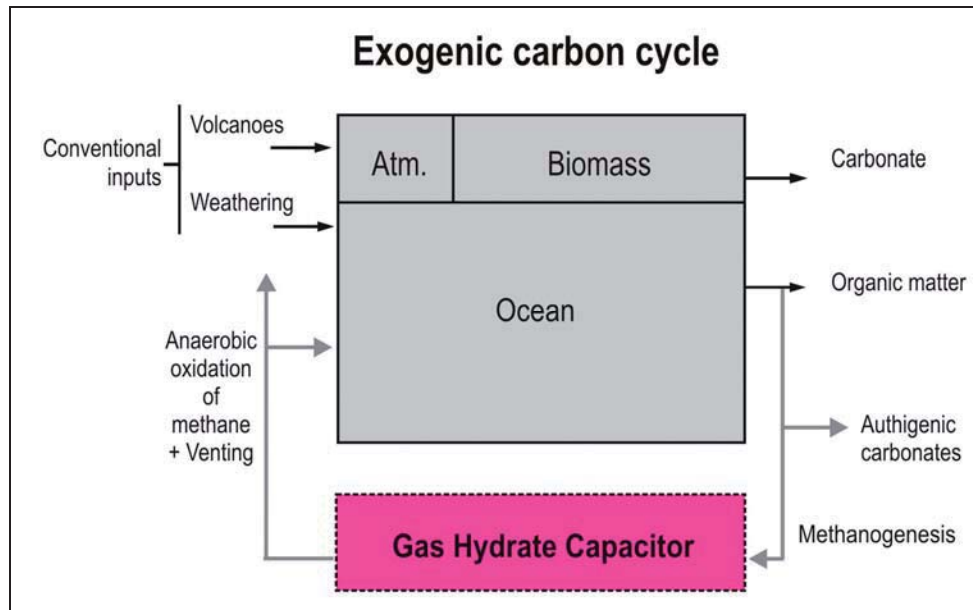 Exogenic carbon cycle
Conventional
inputs
Volcanoes
Weathering
Atm.
Biomass
Ocean
Carbonate
Organic matter
Anaerobic
oxidation
of
methane
+ Venting
Authigenic
carbonates
Methanogenesis
Gas Hydrate Capacitor